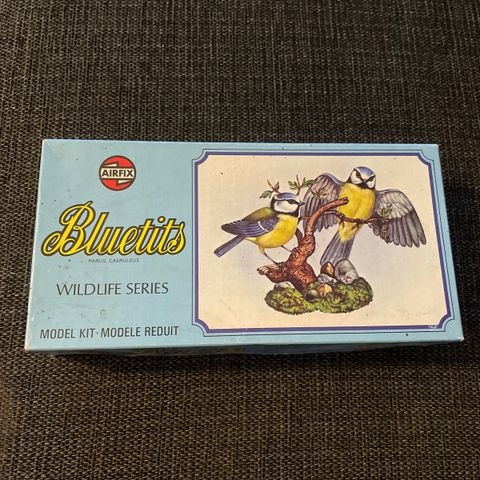 AIRFIX
Bluetits
PARUS CAERULEUS
WILDLIFE SERIES
MODEL KIT · MODELE REDUIT